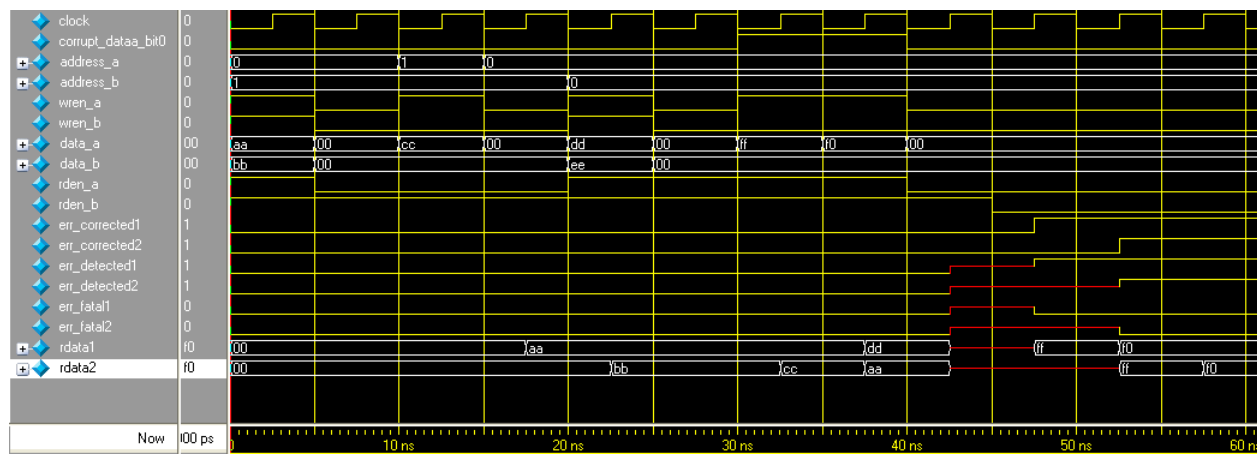 clock 0
corrupt_dataa_bit0 0
address_a 0 0 1 0
address_b 0 1 0
wren_a 0
wren_b 0
data_a 00 aa 00 cc 00 dd 00 ff f0 00
data_b 00 bb 00 ee 00
rden_a 0
rden_b 0
err_corrected1 1
err_corrected2 1
err_detected1 1
err_detected2 1
err_fatal1 0
err_fatal2 0
rdata1 f0 00 aa dd ff f0
rdata2 f0 00 bb cc aa ff f0
Now 00 ps 0 10 ns 20 ns 30 ns 40 ns 50 ns 60 n